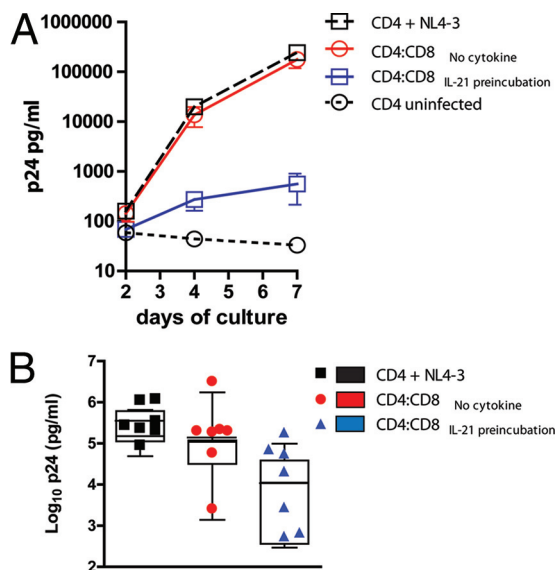 A
p24 pg/ml
1000000
100000
10000
1000
100
10
2 3 4 5 6 7
days of culture
CD4 + NL4-3
CD4:CD8 No cytokine
CD4:CD8 IL-21 preincubation
CD4 uninfected
B
Log10 p24 (pg/ml)
7
6
5
4
3
2
CD4 + NL4-3
CD4:CD8 No cytokine
CD4:CD8 IL-21 preincubation